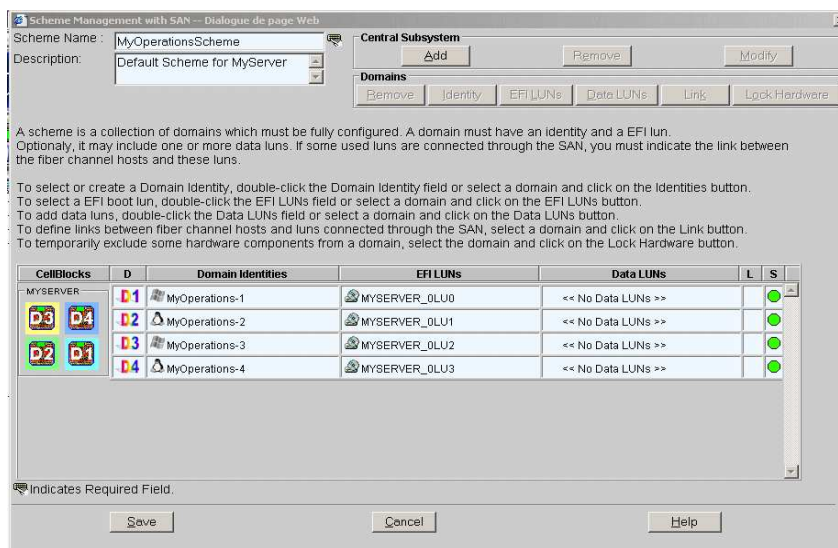 Scheme Management with SAN -- Dialogue de page Web
Scheme Name :
MyOperationsScheme
Description:
Default Scheme for MyServer
Central Subsystem
Add
Remove
Modify
Domains
Remove
Identity
EFI LUNs
Data LUNs
Link
Lock Hardware
A scheme is a collection of domains which must be fully configured. A domain must have an identity and a EFI lun.
Optionaly, it may include one or more data luns. If some used luns are connected through the SAN, you must indicate the link between
the fiber channel hosts and these luns.
To select or create a Domain Identity, double-click the Domain Identity field or select a domain and click on the Identities button.
To select a EFI boot lun, double-click the EFI LUNs field or select a domain and click on the EFI LUNs button.
To add data luns, double-click the Data LUNs field or select a domain and click on the Data LUNs button.
To define links between fiber channel hosts and luns connected through the SAN, select a domain and click on the Link button.
To temporarily exclude some hardware components from a domain, select the domain and click on the Lock Hardware button.
CellBlocks D Domain Identities EFI LUNs Data LUNs L S
MYSERVER
D3 D4
D2 D1
D1 MyOperations-1 MYSERVER_0LU0 << No Data LUNs >>
D2 MyOperations-2 MYSERVER_0LU1 << No Data LUNs >>
D3 MyOperations-3 MYSERVER_0LU2 << No Data LUNs >>
D4 MyOperations-4 MYSERVER_0LU3 << No Data LUNs >>
Indicates Required Field.
Save
Cancel
Help